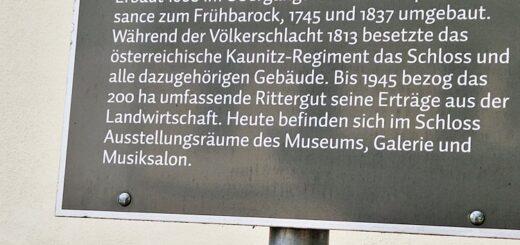 sance zum Frühbarock, 1745 und 1837 umgebaut.
Während der Völkerschlacht 1813 besetzte das
österreichische Kaunitz-Regiment das Schloss und
alle dazugehörigen Gebäude. Bis 1945 bezog das
200 ha umfassende Rittergut seine Erträge aus der
Landwirtschaft. Heute befinden sich im Schloss
Ausstellungsräume des Museums, Galerie und
Musiksalon.